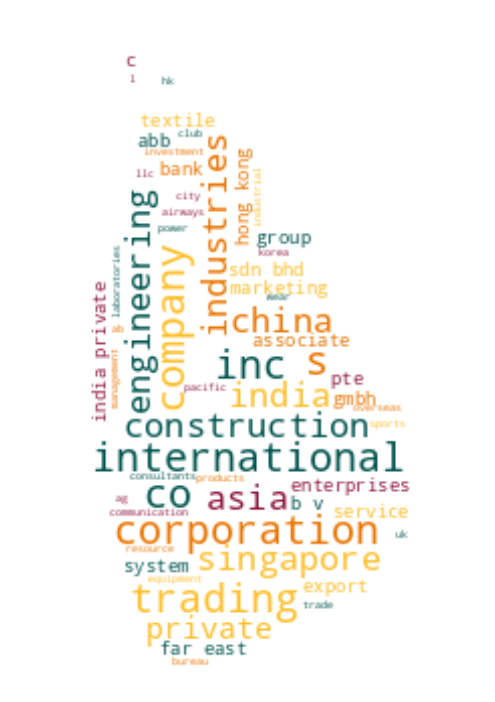 c
l hk
textile
abb club
investment
llc bank
industries
hong kong
industrial
city
airways
power
engineering
company
group
korea
laboratories
sdn bhd
marketing
wear
india private
china
associate
management
inc s
pacific
pte
india gmbh
overseas
construction sports
international
consultants products
co asia enterprises
ag b v
communication service
corporation uk
resource
singapore
system
equipment
trading export
trade
private
far east
bureau